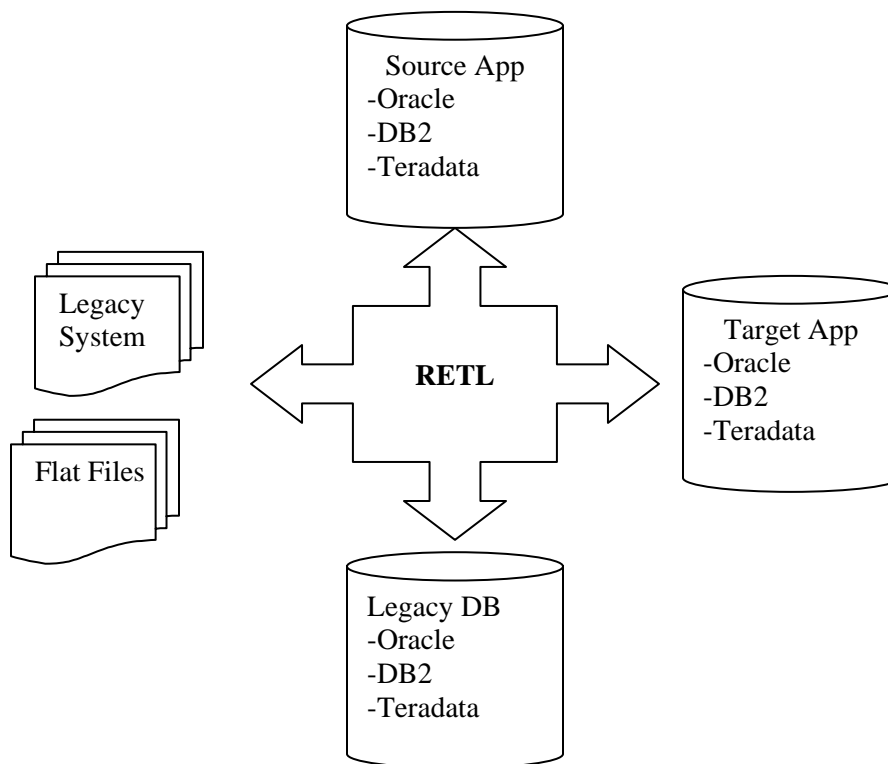 Source App
-Oracle
-DB2
-Teradata
Legacy
System
Flat Files
RETL
Target App
-Oracle
-DB2
-Teradata
Legacy DB
-Oracle
-DB2
-Teradata